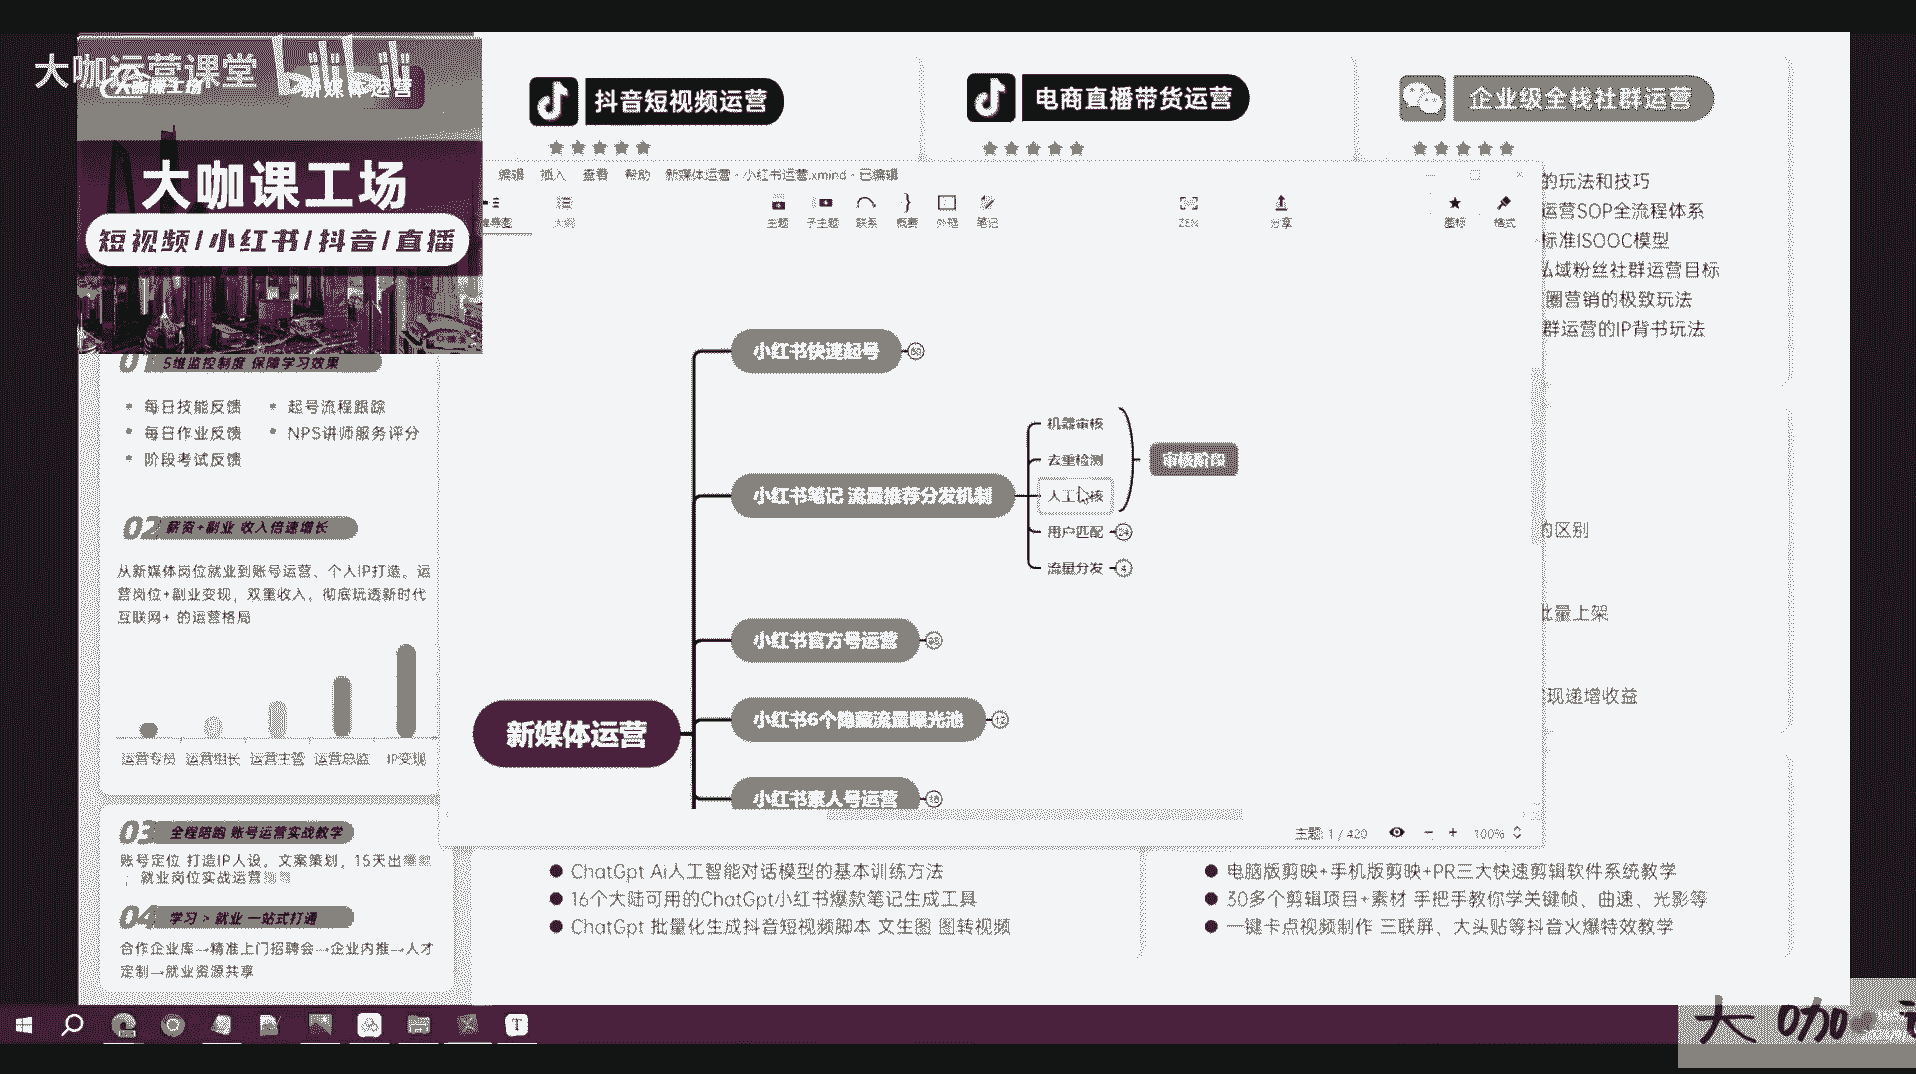 大咖运营课堂
bilibili
大咖课工场
新媒体运营
大咖课工场
短视频/小红书/抖音/直播
抖音短视频运营
电商直播带货运营
企业级全栈社群运营
的玩法和技巧
运营SOP全流程体系
标准ISOOC模型
私域粉丝社群运营目标
圈营销的极致玩法
群运营的IP背书玩法
编辑 插入 查看 帮助 新媒体运营 - 小红书运营.xmind - 已编辑
大纲
主题 子主题 联系 概要 外框 笔记
ZEN
分享
图标 格式
小红书快速起号
小红书笔记 流量推荐分发机制
机器审核
去重检测
人工审核
用户匹配 24
流量分发 4
审核阶段
小红书官方号运营
小红书6个隐藏流量曝光池 12
新媒体运营
小红书素人号运营
主题: 1 / 420
100%
的区别
批量上架
现递增收益
5维监控制度 保障学习效果
每日技能反馈
起号流程跟踪
每日作业反馈
NPS讲师服务评分
阶段考试反馈
02 薪资+副业 收入倍速增长
从新媒体岗位就业到账号运营、个人IP打造。运
营岗位+副业变现，双重收入。彻底玩透新时代
互联网+ 的运营格局
运营专员 运营组长 运营主管 运营总监 IP变现
03 全程陪跑 账号运营实战教学
账号定位 打造IP人设。文案策划，15天出爆款
；就业岗位实战运营
04 学习 > 就业 一站式打通
合作企业库→精准上门招聘会→企业内推→人才
定制→就业资源共享
ChatGpt Ai人工智能对话模型的基本训练方法
16个大陆可用的ChatGpt小红书爆款笔记生成工具
ChatGpt 批量化生成抖音短视频脚本 文生图 图转视频
电脑版剪映+手机版剪映+PR三大快速剪辑软件系统教学
30多个剪辑项目+素材 手把手教你学关键帧、曲速、光影等
一键卡点视频制作 三联屏、大头贴等抖音火爆特效教学
大咖